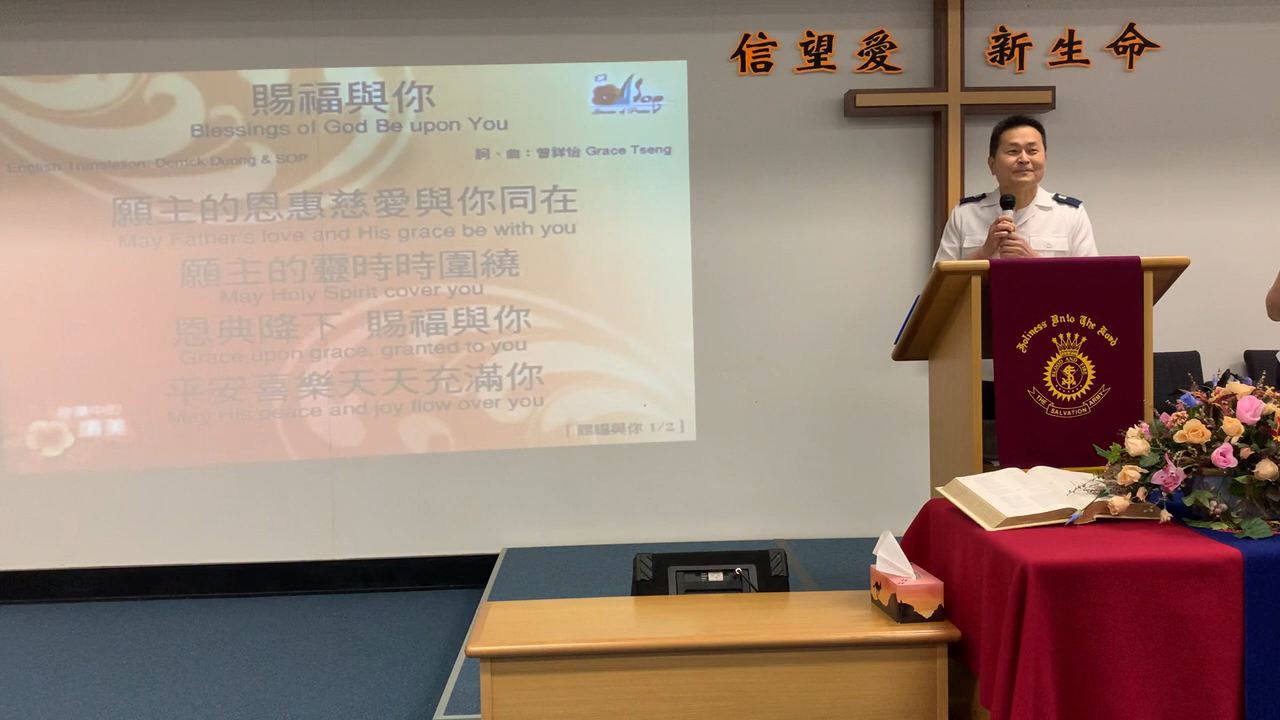 信望愛 新生命
賜福與你
Blessings of God Be upon You
SOP
English Translation: Derrick Duong & SOP
詞、曲：曾祥怡 Grace Tseng
願主的恩惠慈愛與你同在
May Father's love and His grace be with you
願主的靈時時圍繞
May Holy Spirit cover you
恩典降下 賜福與你
Grace upon grace, granted to you
平安喜樂天天充滿你
May His peace and joy flow over you
[ 賜福與你 1/2 ]
Holiness Unto The Lord
BLOOD AND FIRE
THE SALVATION ARMY